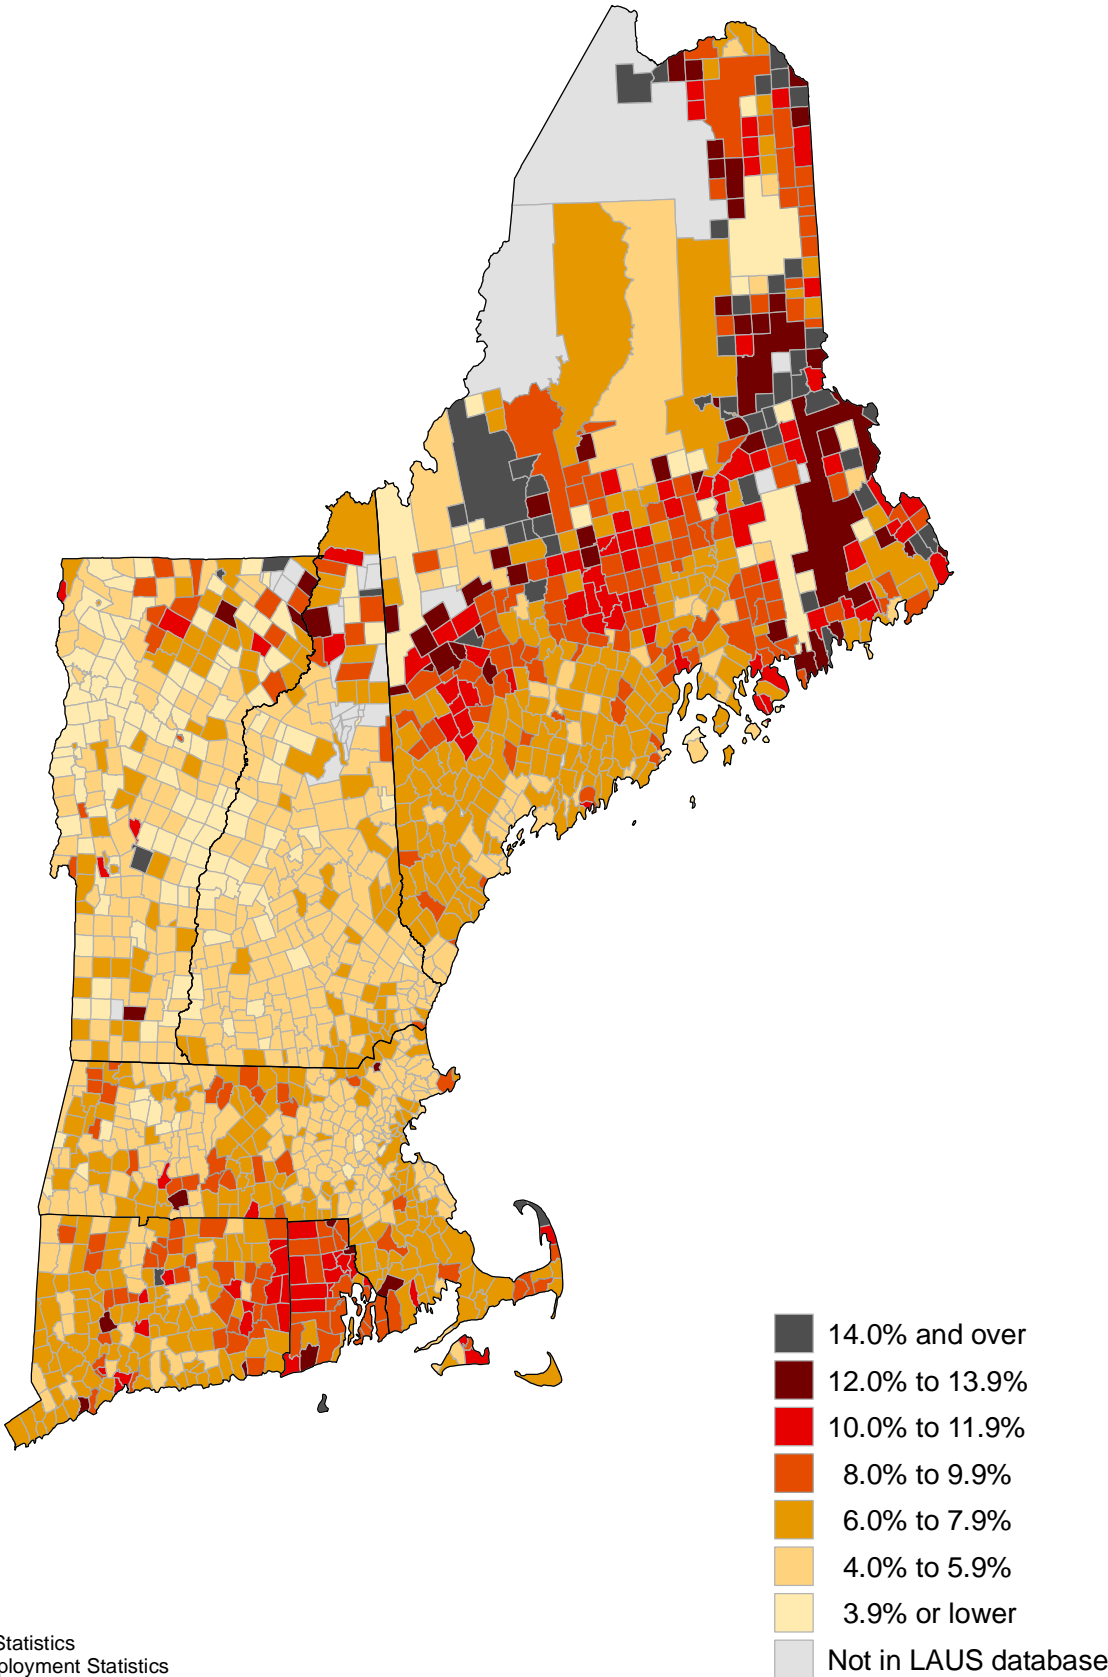 14.0% and over
12.0% to 13.9%
10.0% to 11.9%
8.0% to 9.9%
6.0% to 7.9%
4.0% to 5.9%
3.9% or lower
Not in LAUS database
Statistics
ployment Statistics